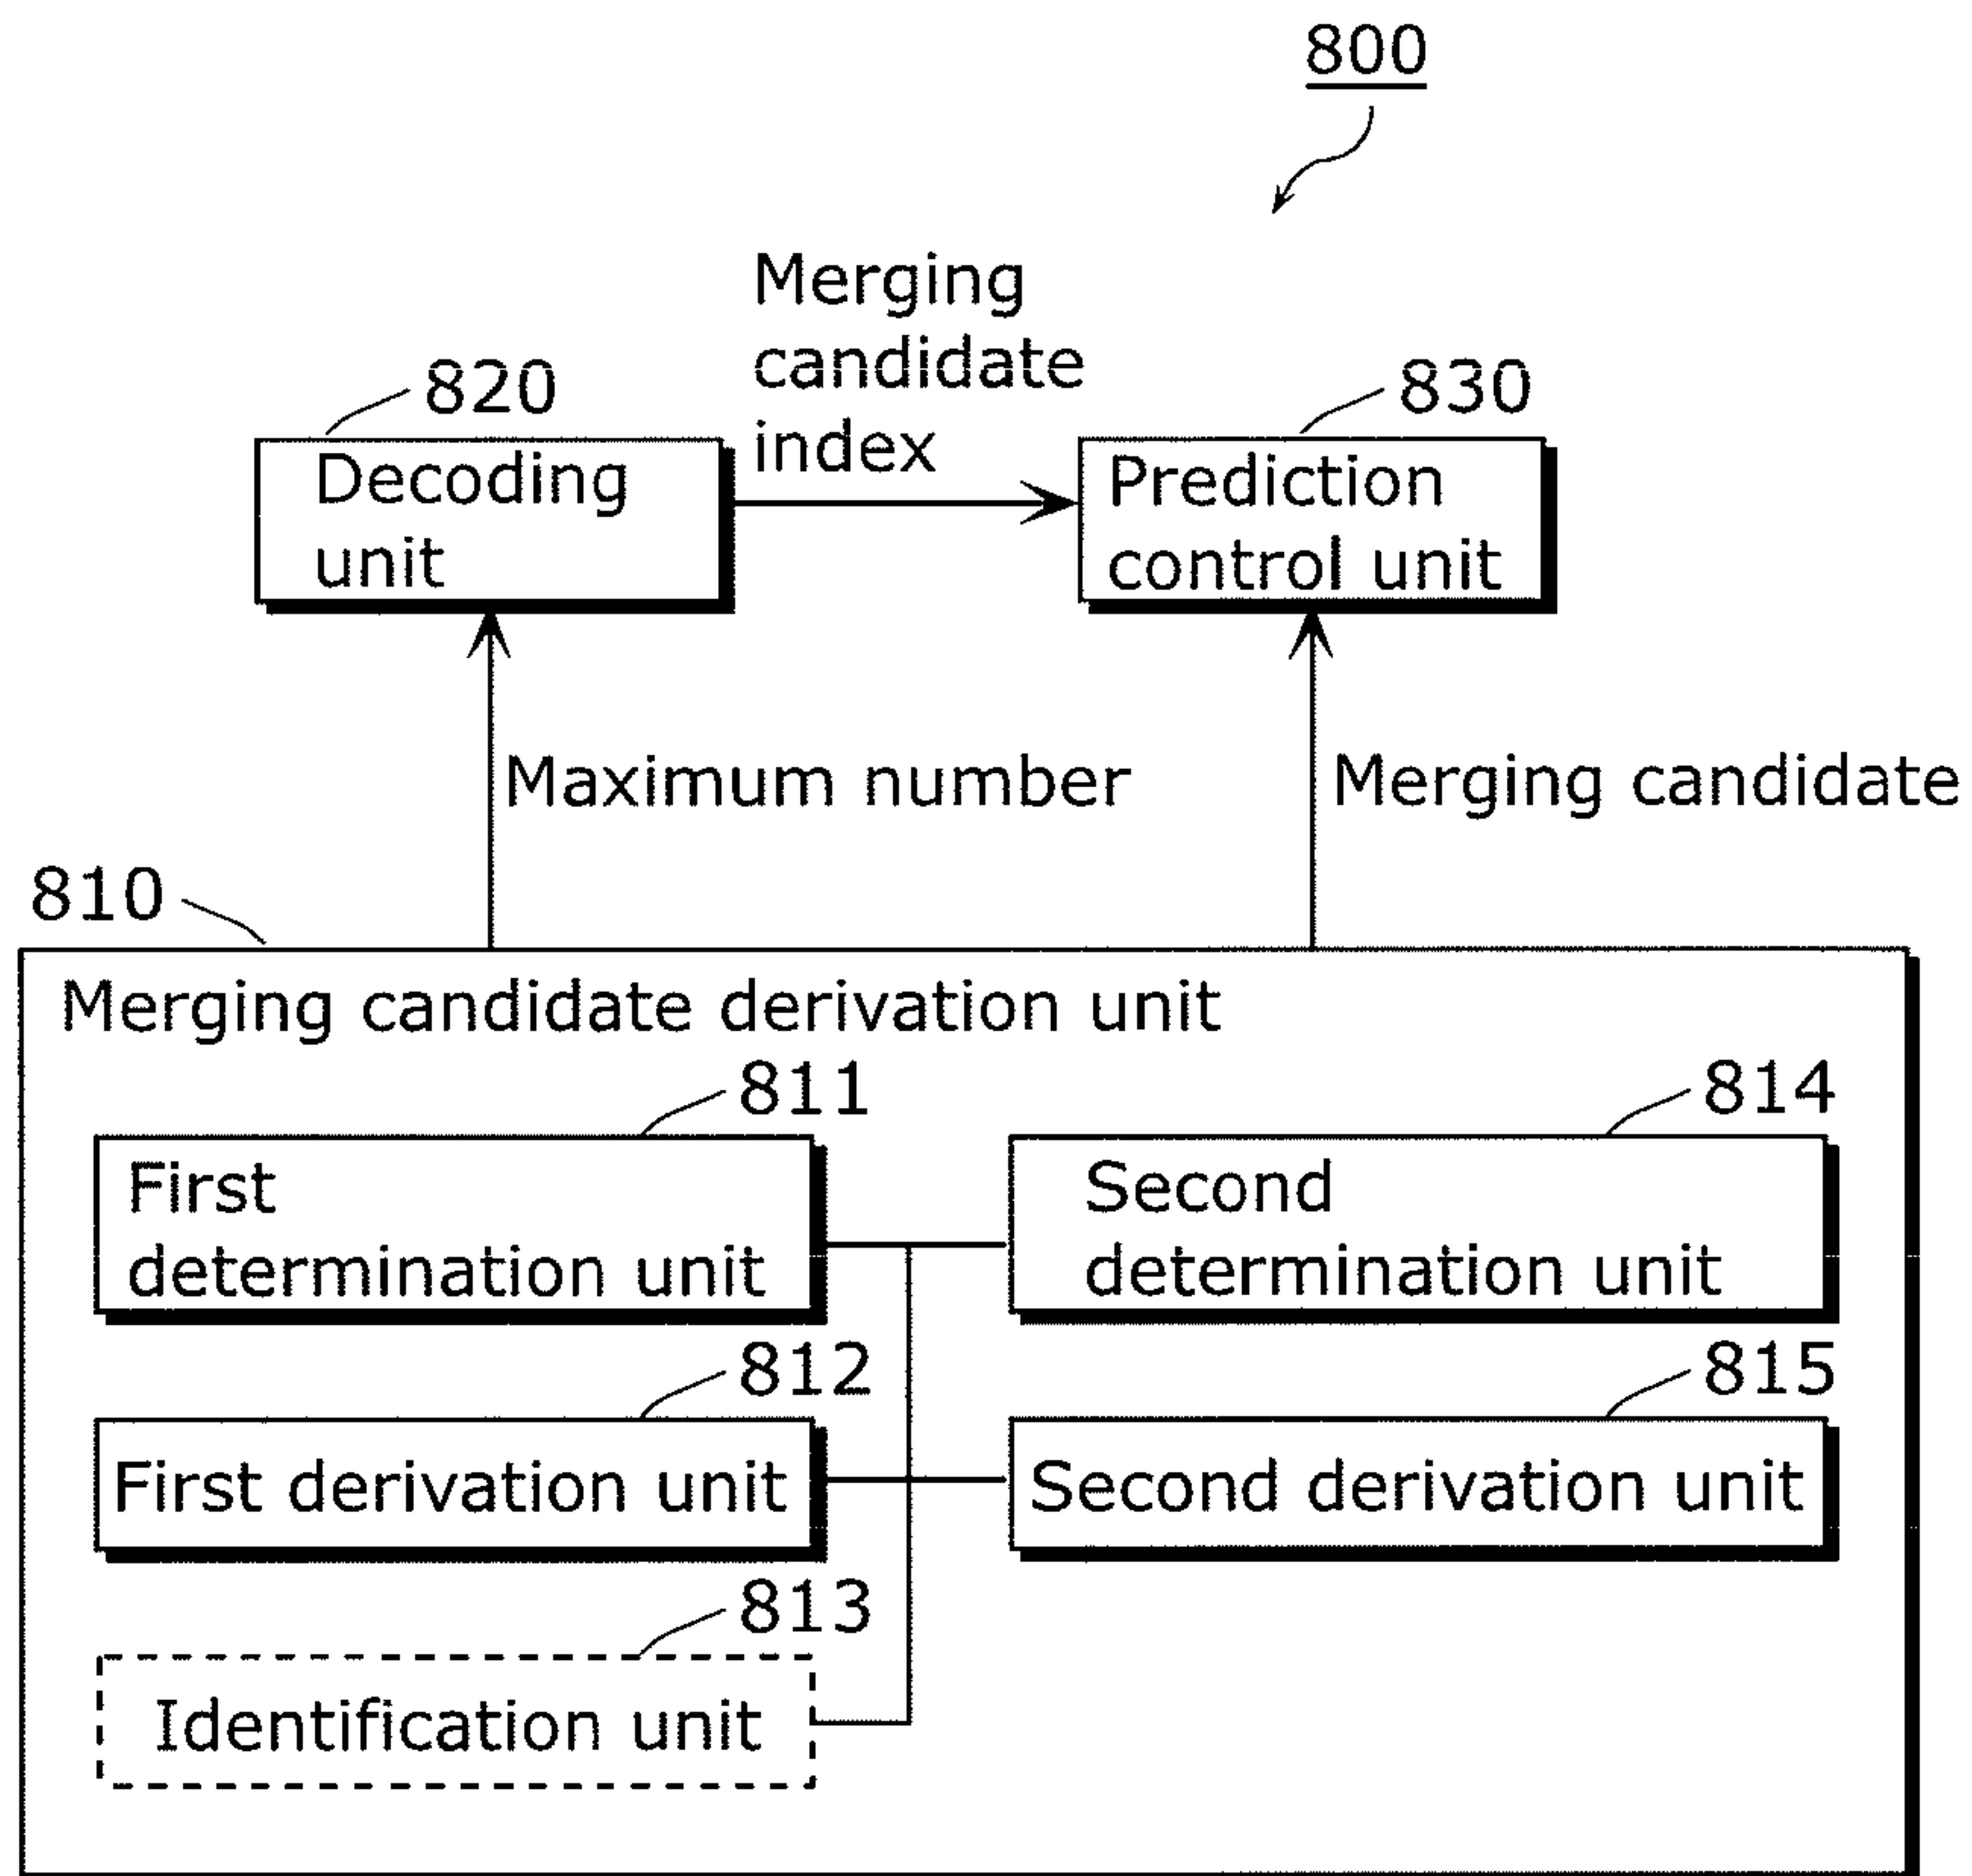 800
Merging
candidate
index
820
830
Decoding
unit
Prediction
control unit
Maximum number
Merging candidate
810
Merging candidate derivation unit
811
814
First
determination unit
Second
determination unit
812
815
First derivation unit
Second derivation unit
813
Identification unit